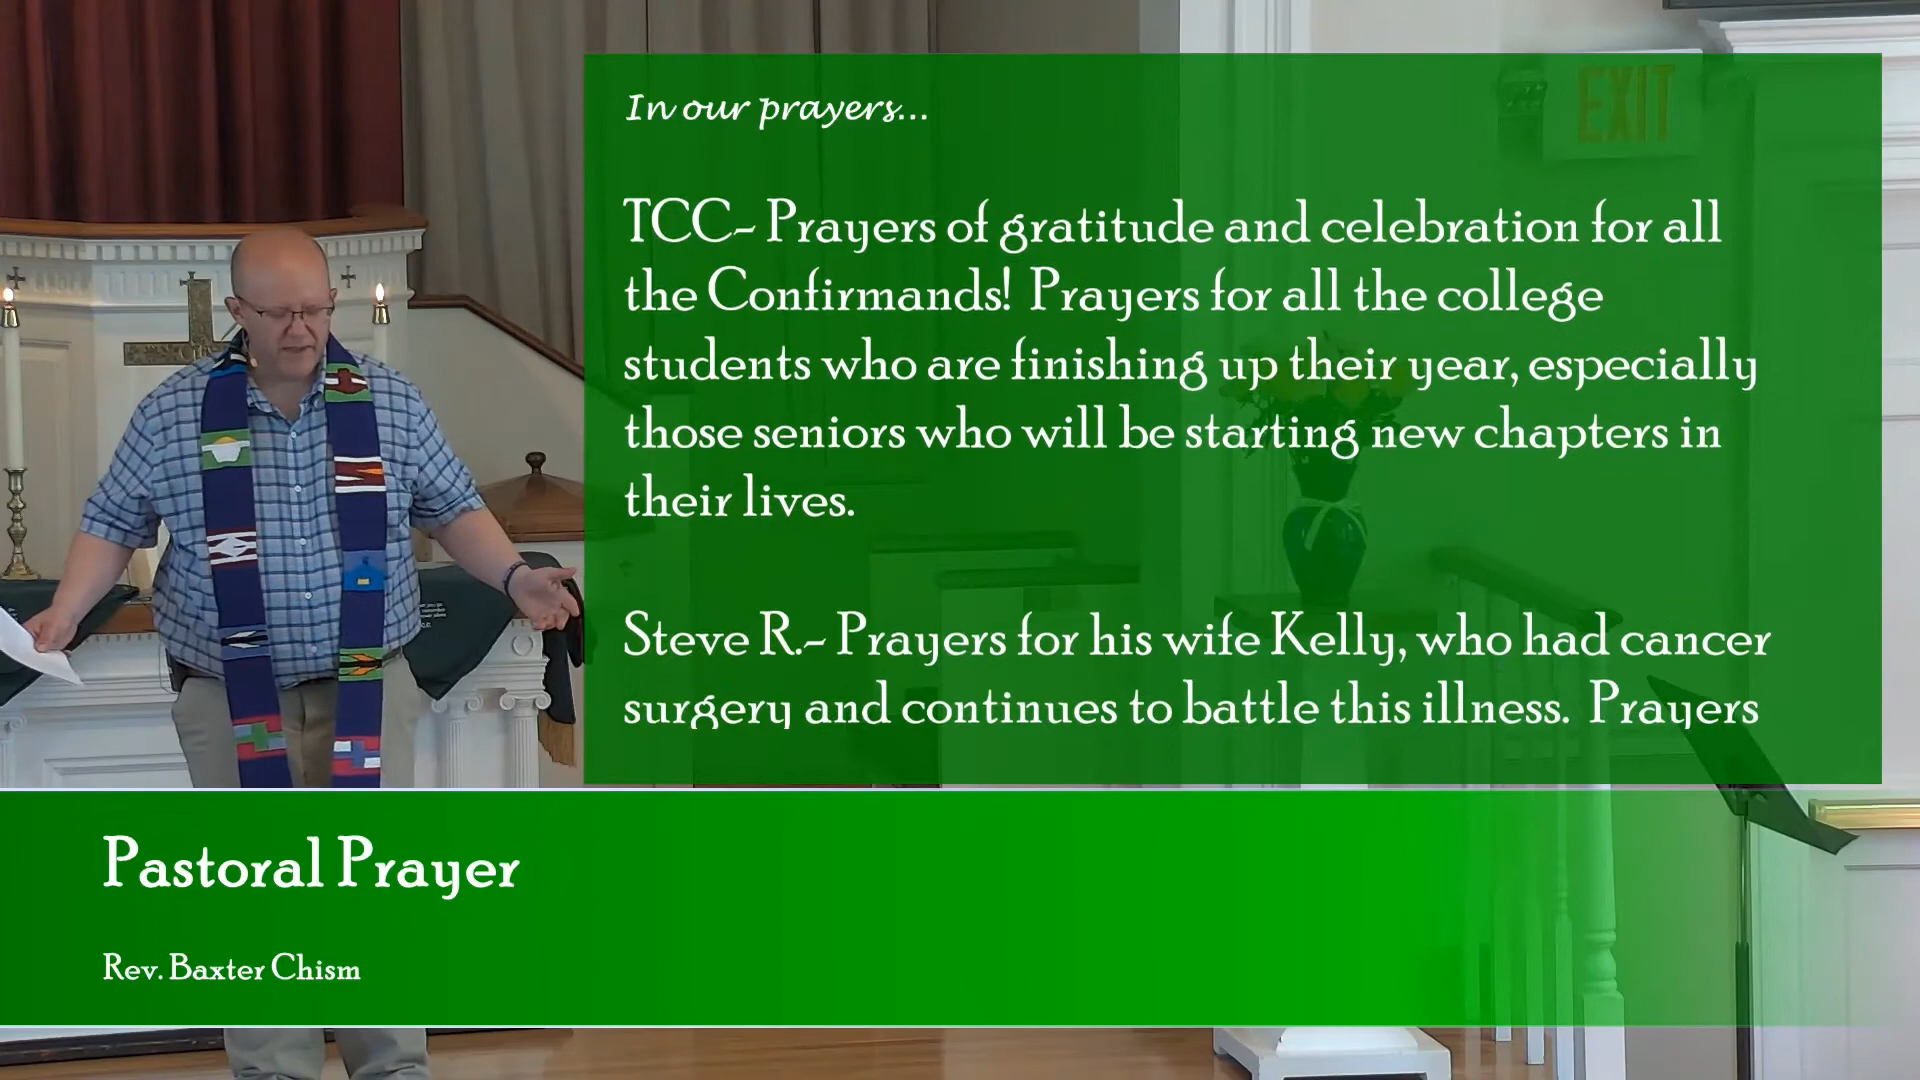 EXIT
In our prayers...
TCC- Prayers of gratitude and celebration for all
the Confirmands! Prayers for all the college
students who are finishing up their year, especially
those seniors who will be starting new chapters in
their lives.
Steve R.- Prayers for his wife Kelly, who had cancer
surgery and continues to battle this illness. Prayers
Pastoral Prayer
Rev. Baxter Chism